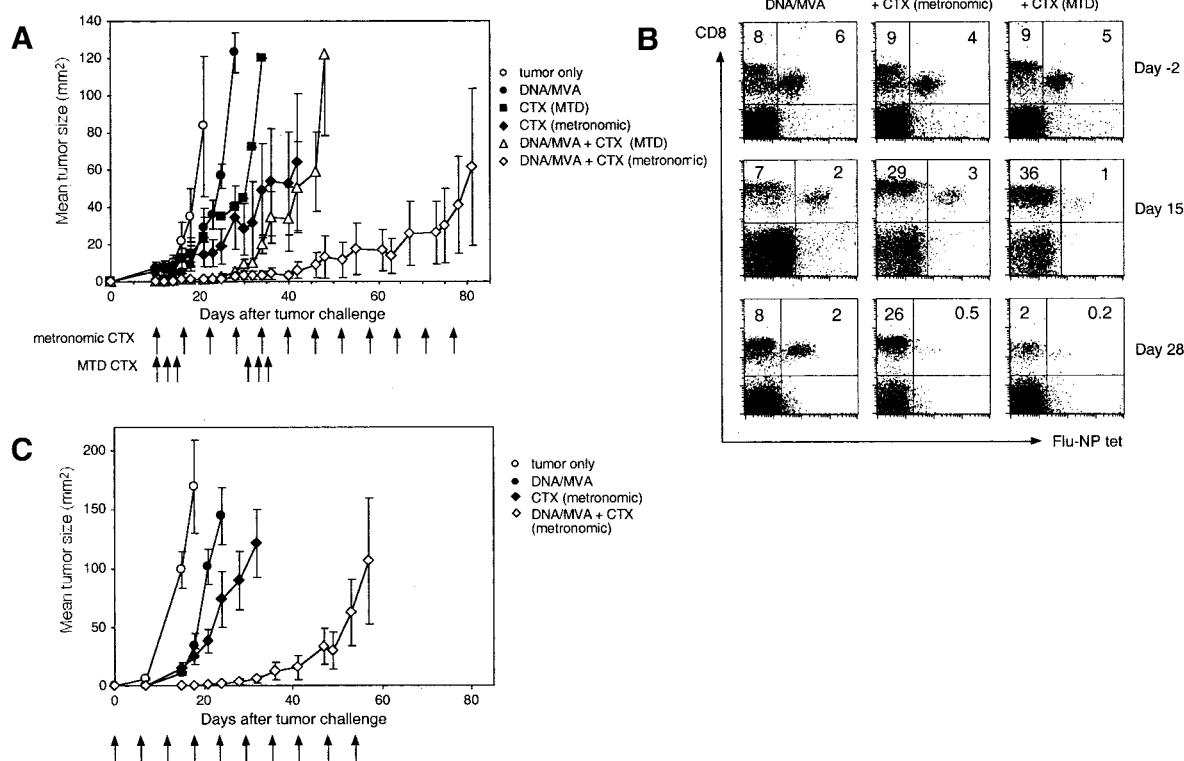 A
Mean tumor size (mm2)
140
120
100
80
60
40
20
0
0 20 40 60 80
Days after tumor challenge
metronomic CTX
MTD CTX
tumor only
DNA/MVA
CTX (MTD)
CTX (metronomic)
DNA/MVA + CTX (MTD)
DNA/MVA + CTX (metronomic)
B
DNA/MVA + CTX (metronomic) + CTX (MTD)
CD8
8 6 9 4 9 5
Day -2
7 2 29 3 36 1
Day 15
8 2 26 0.5 2 0.2
Day 28
Flu-NP tet
C
Mean tumor size (mm2)
200
150
100
50
0
0 20 40 60 80
Days after tumor challenge
tumor only
DNA/MVA
CTX (metronomic)
DNA/MVA + CTX
(metronomic)